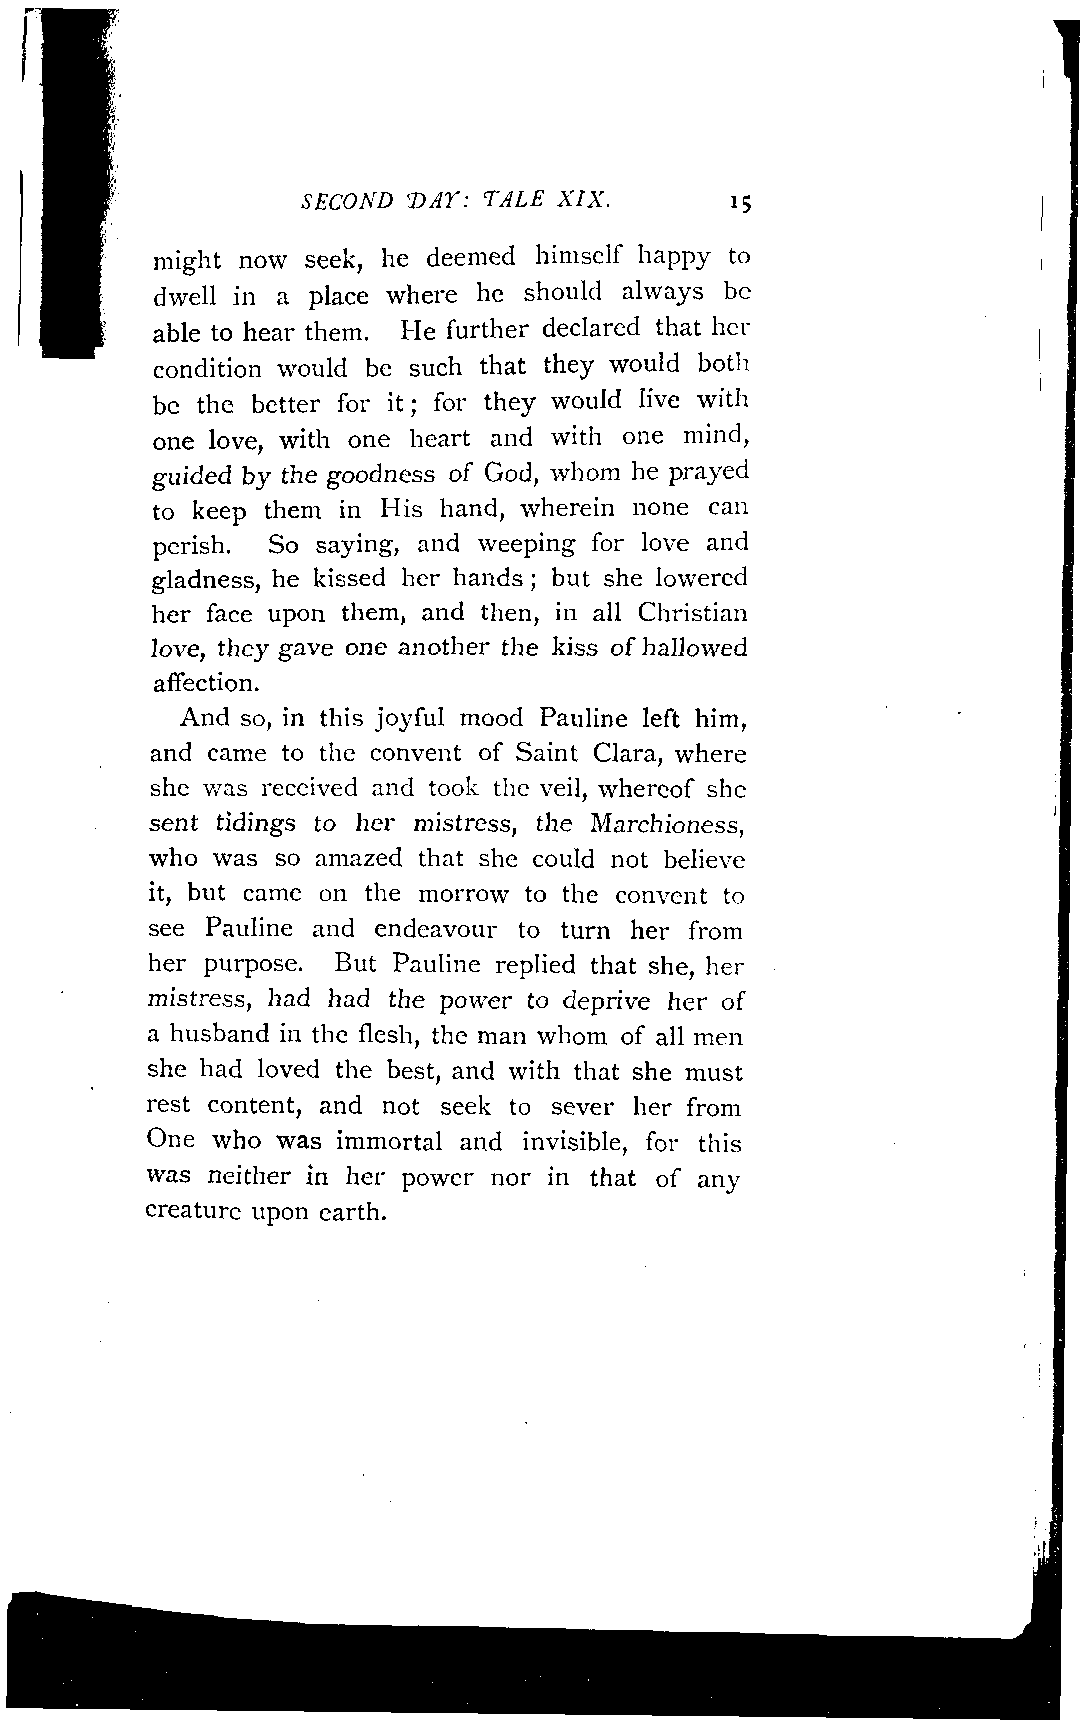 SECOND DAY: TALE XIX. 15
might now seek, he deemed himself happy to
dwell in a place where he should always be
able to hear them. He further declared that her
condition would be such that they would both
be the better for it; for they would live with
one love, with one heart and with one mind,
guided by the goodness of God, whom he prayed
to keep them in His hand, wherein none can
perish. So saying, and weeping for love and
gladness, he kissed her hands; but she lowered
her face upon them, and then, in all Christian
love, they gave one another the kiss of hallowed
affection.
And so, in this joyful mood Pauline left him,
and came to the convent of Saint Clara, where
she was received and took the veil, whereof she
sent tidings to her mistress, the Marchioness,
who was so amazed that she could not believe
it, but came on the morrow to the convent to
see Pauline and endeavour to turn her from
her purpose. But Pauline replied that she, her
mistress, had had the power to deprive her of
a husband in the flesh, the man whom of all men
she had loved the best, and with that she must
rest content, and not seek to sever her from
One who was immortal and invisible, for this
was neither in her power nor in that of any
creature upon earth.